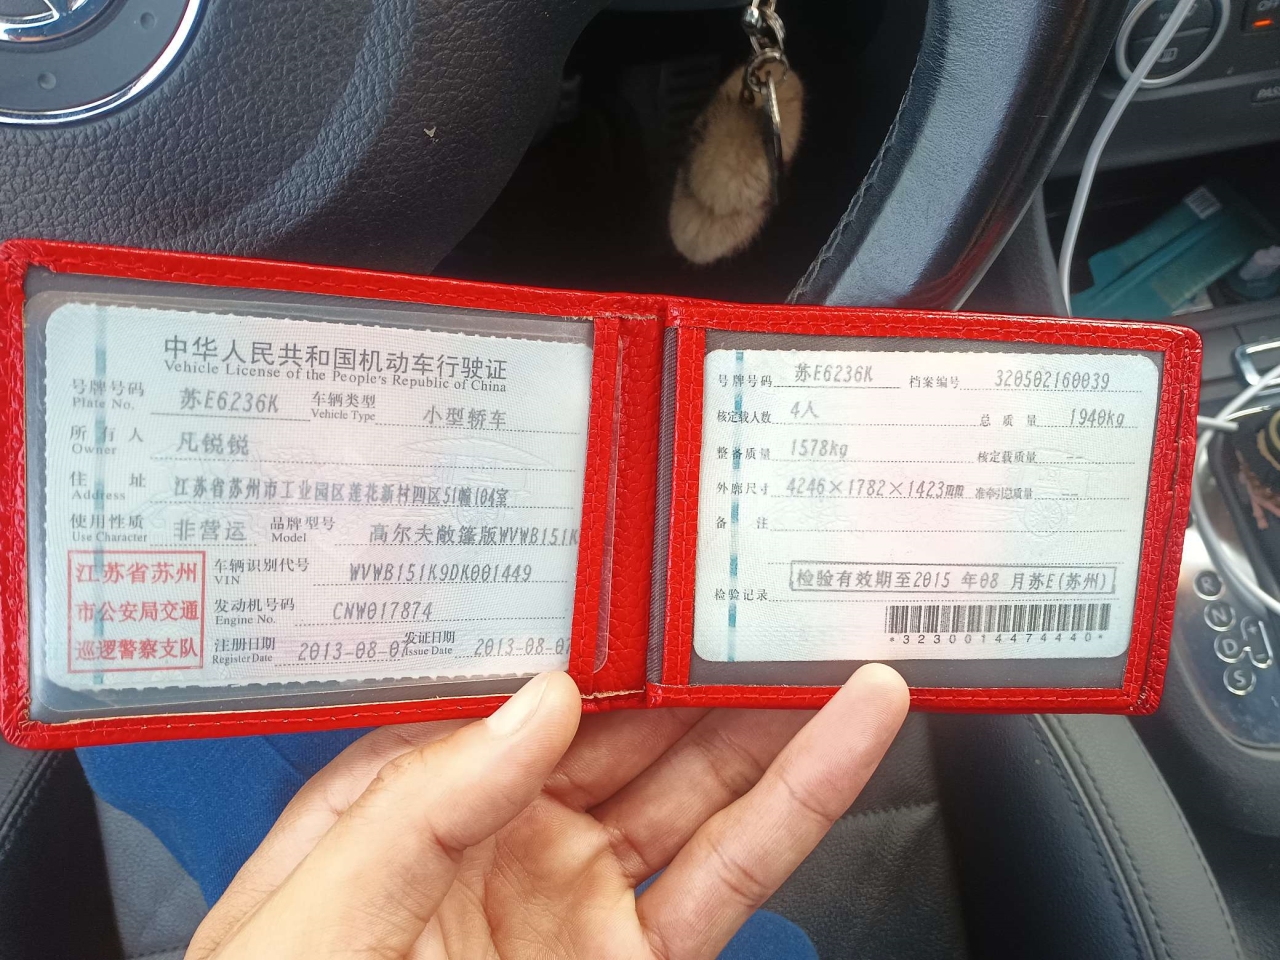 中华人民共和国机动车行驶证
Vehicle License of the People's Republic of China
号牌号码 苏E6236K 车辆类型 小型轿车
Plate No. Vehicle Type
所有人 凡锐锐
Owner
住址 江苏省苏州市工业园区莲花新村四区51幢104室
Address
使用性质 非营运 品牌型号 高尔夫敞篷版WVWB151K
Use Character Model
江苏省苏州
市公安局交通
巡逻警察支队
车辆识别代号 WVWB151K9DK001449
VIN
发动机号码 CNW017874
Engine No.
注册日期 2013-08-07 发证日期 2013-08-07
Register Date Issue Date
号牌号码 苏E6236K 档案编号 320502160039
核定载人数 4人 总质量 1940kg
整备质量 1578kg 核定载质量 --
外廓尺寸 4246×1782×1423mm 准牵引总质量 --
备注
检验有效期至2015 年08 月苏E(苏州)
检验记录
*3230014474440*
R
N
D
S